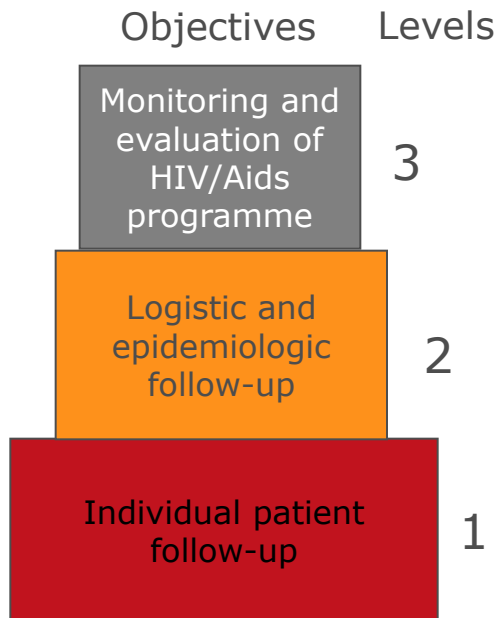 Objectives Levels
Monitoring and
evaluation of
HIV/Aids
programme
3
Logistic and
epidemiologic
follow-up
2
Individual patient
follow-up
1